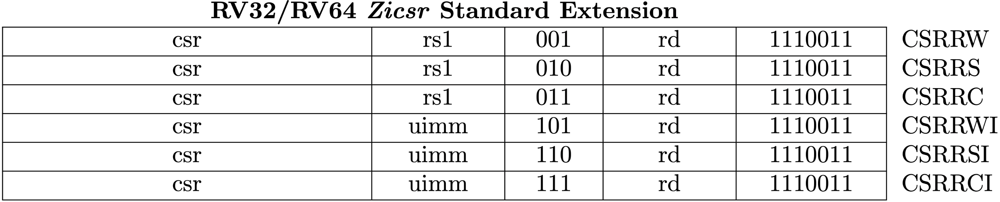 RV32/RV64 Zicsr Standard Extension
csr rs1 001 rd 1110011 CSRRW
csr rs1 010 rd 1110011 CSRRS
csr rs1 011 rd 1110011 CSRRC
csr uimm 101 rd 1110011 CSRRWI
csr uimm 110 rd 1110011 CSRRSI
csr uimm 111 rd 1110011 CSRRCI